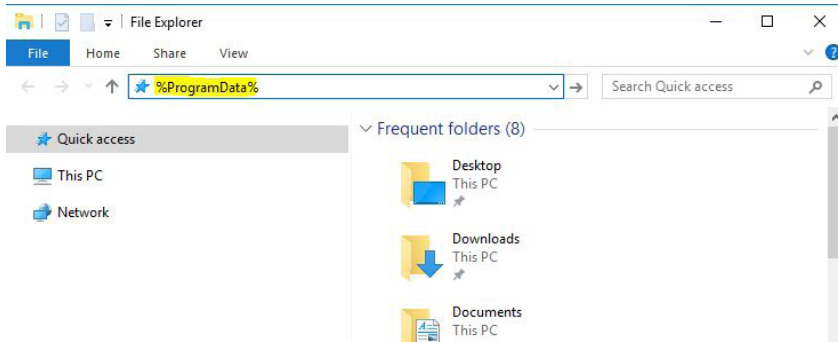 File Explorer
File Home Share View
%ProgramData% Search Quick access
Quick access
This PC
Network
Frequent folders (8)
Desktop
This PC
Downloads
This PC
Documents
This PC